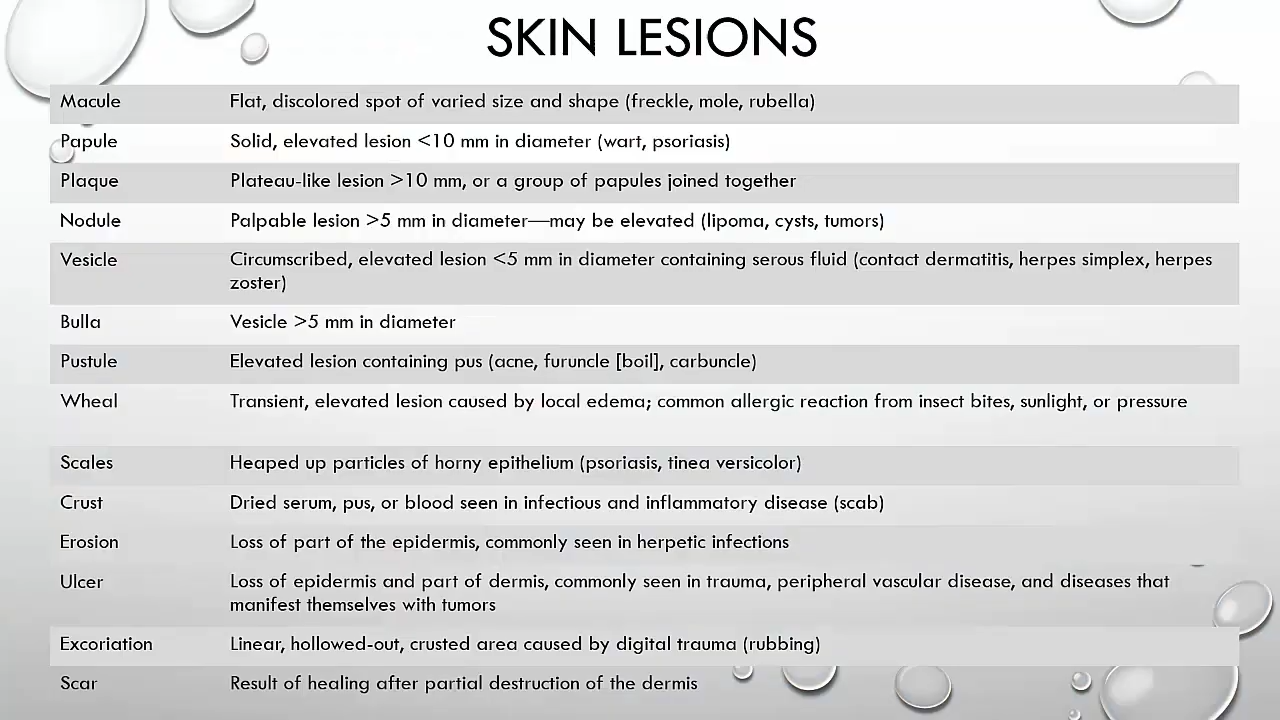 SKIN LESIONS
Macule Flat, discolored spot of varied size and shape (freckle, mole, rubella)
Papule Solid, elevated lesion <10 mm in diameter (wart, psoriasis)
Plaque Plateau-like lesion >10 mm, or a group of papules joined together
Nodule Palpable lesion >5 mm in diameter—may be elevated (lipoma, cysts, tumors)
Vesicle Circumscribed, elevated lesion <5 mm in diameter containing serous fluid (contact dermatitis, herpes simplex, herpes
zoster)
Bulla Vesicle >5 mm in diameter
Pustule Elevated lesion containing pus (acne, furuncle [boil], carbuncle)
Wheal Transient, elevated lesion caused by local edema; common allergic reaction from insect bites, sunlight, or pressure
Scales Heaped up particles of horny epithelium (psoriasis, tinea versicolor)
Crust Dried serum, pus, or blood seen in infectious and inflammatory disease (scab)
Erosion Loss of part of the epidermis, commonly seen in herpetic infections
Ulcer Loss of epidermis and part of dermis, commonly seen in trauma, peripheral vascular disease, and diseases that
manifest themselves with tumors
Excoriation Linear, hollowed-out, crusted area caused by digital trauma (rubbing)
Scar Result of healing after partial destruction of the dermis